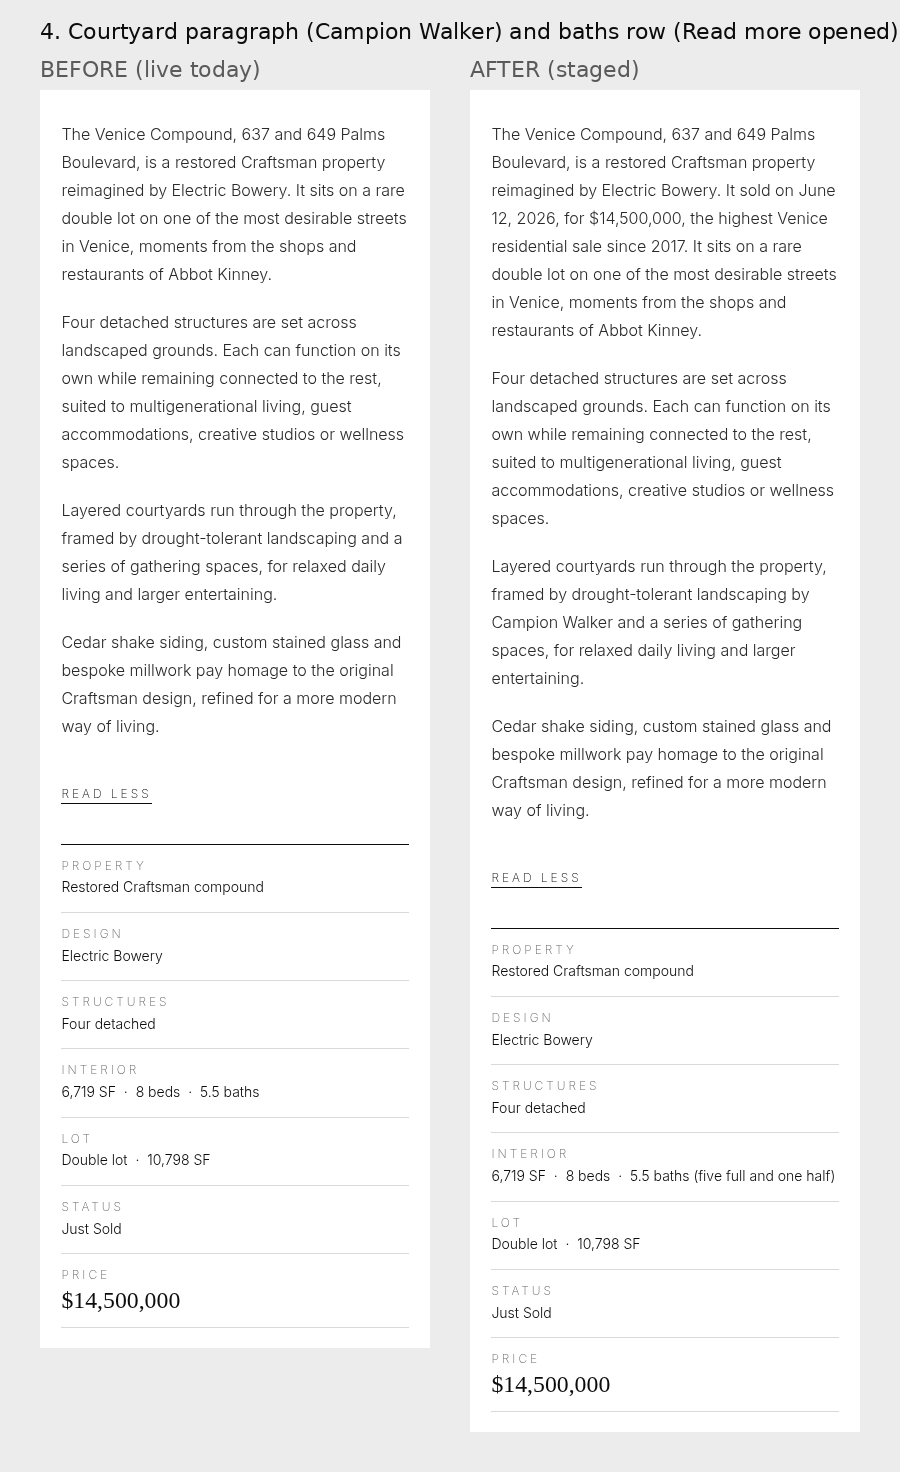 4. Courtyard paragraph (Campion Walker) and baths row (Read more opened)
BEFORE (live today)
The Venice Compound, 637 and 649 Palms
Boulevard, is a restored Craftsman property
reimagined by Electric Bowery. It sits on a rare
double lot on one of the most desirable streets
in Venice, moments from the shops and
restaurants of Abbot Kinney.
Four detached structures are set across
landscaped grounds. Each can function on its
own while remaining connected to the rest,
suited to multigenerational living, guest
accommodations, creative studios or wellness
spaces.
Layered courtyards run through the property,
framed by drought-tolerant landscaping and a
series of gathering spaces, for relaxed daily
living and larger entertaining.
Cedar shake siding, custom stained glass and
bespoke millwork pay homage to the original
Craftsman design, refined for a more modern
way of living.
READ LESS
PROPERTY
Restored Craftsman compound
DESIGN
Electric Bowery
STRUCTURES
Four detached
INTERIOR
6,719 SF · 8 beds · 5.5 baths
LOT
Double lot · 10,798 SF
STATUS
Just Sold
PRICE
$14,500,000
AFTER (staged)
The Venice Compound, 637 and 649 Palms
Boulevard, is a restored Craftsman property
reimagined by Electric Bowery. It sold on June
12, 2026, for $14,500,000, the highest Venice
residential sale since 2017. It sits on a rare
double lot on one of the most desirable streets
in Venice, moments from the shops and
restaurants of Abbot Kinney.
Four detached structures are set across
landscaped grounds. Each can function on its
own while remaining connected to the rest,
suited to multigenerational living, guest
accommodations, creative studios or wellness
spaces.
Layered courtyards run through the property,
framed by drought-tolerant landscaping by
Campion Walker and a series of gathering
spaces, for relaxed daily living and larger
entertaining.
Cedar shake siding, custom stained glass and
bespoke millwork pay homage to the original
Craftsman design, refined for a more modern
way of living.
READ LESS
PROPERTY
Restored Craftsman compound
DESIGN
Electric Bowery
STRUCTURES
Four detached
INTERIOR
6,719 SF · 8 beds · 5.5 baths (five full and one half)
LOT
Double lot · 10,798 SF
STATUS
Just Sold
PRICE
$14,500,000